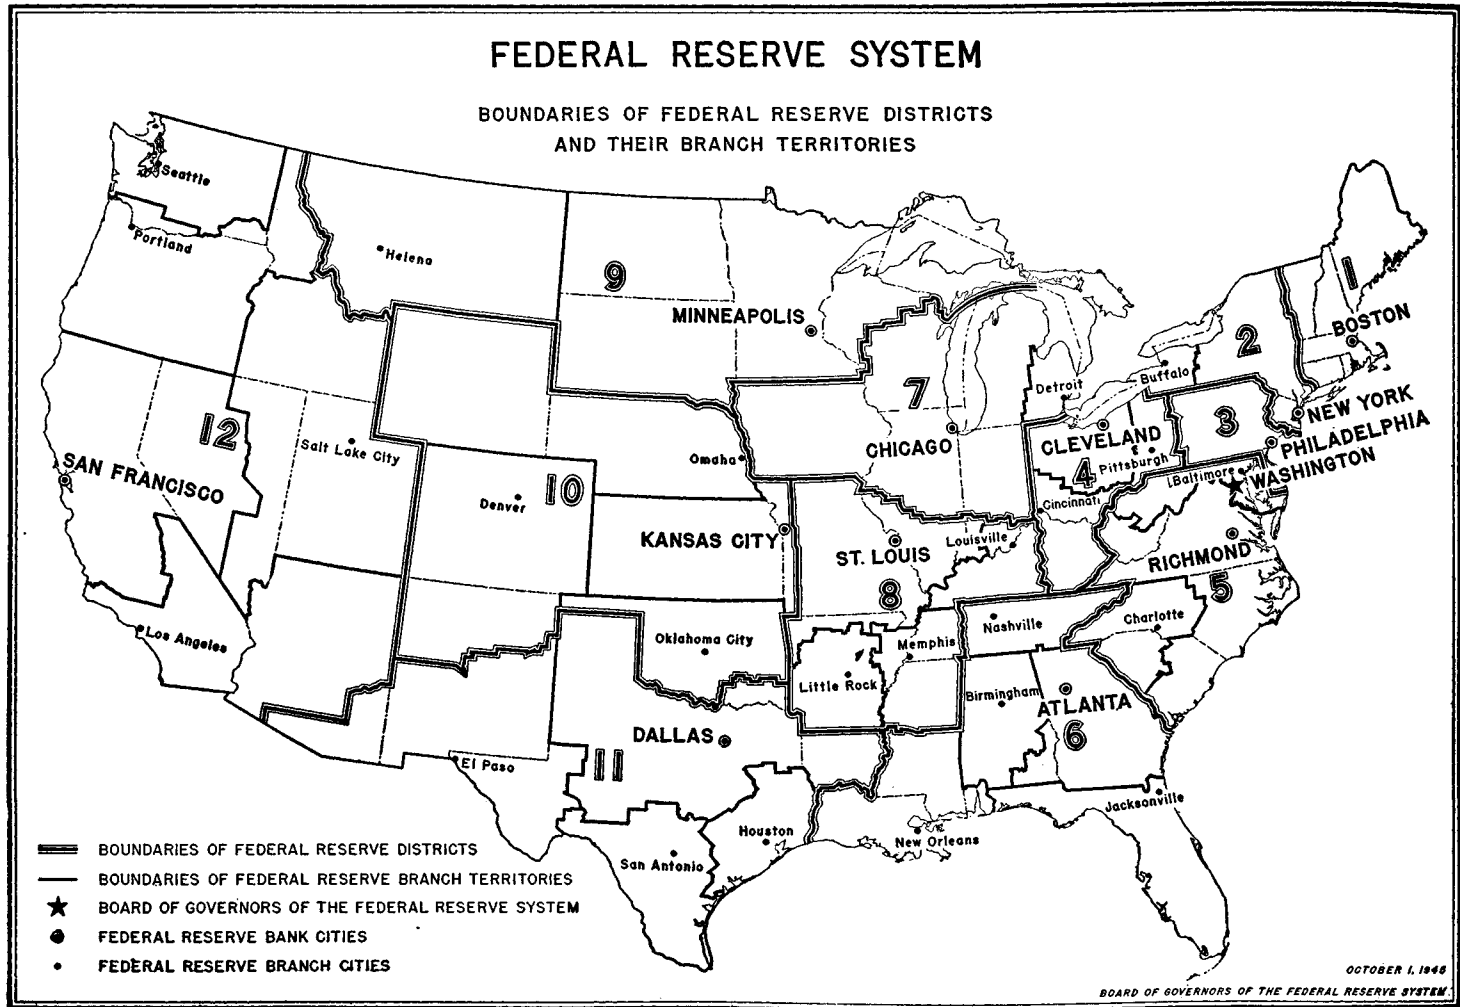 FEDERAL RESERVE SYSTEM
BOUNDARIES OF FEDERAL RESERVE DISTRICTS
AND THEIR BRANCH TERRITORIES
Seattle
Portland
Helena
9
MINNEAPOLIS
1
BOSTON
2
Buffalo
NEW YORK
3
PHILADELPHIA
WASHINGTON
7
Detroit
CHICAGO
CLEVELAND
4
Pittsburgh
Baltimore
Cincinnati
12
Salt Lake City
SAN FRANCISCO
Omaha
Denver
10
KANSAS CITY
ST. LOUIS
Louisville
8
RICHMOND
5
Los Angeles
Oklahoma City
Memphis
Nashville
Charlotte
Little Rock
Birmingham
ATLANTA
6
DALLAS
11
El Paso
Houston
San Antonio
New Orleans
Jacksonville
BOUNDARIES OF FEDERAL RESERVE DISTRICTS
BOUNDARIES OF FEDERAL RESERVE BRANCH TERRITORIES
BOARD OF GOVERNORS OF THE FEDERAL RESERVE SYSTEM
FEDERAL RESERVE BANK CITIES
FEDERAL RESERVE BRANCH CITIES
OCTOBER 1,
BOARD OF GOVERNORS OF THE FEDERAL RESERVE SYSTEM